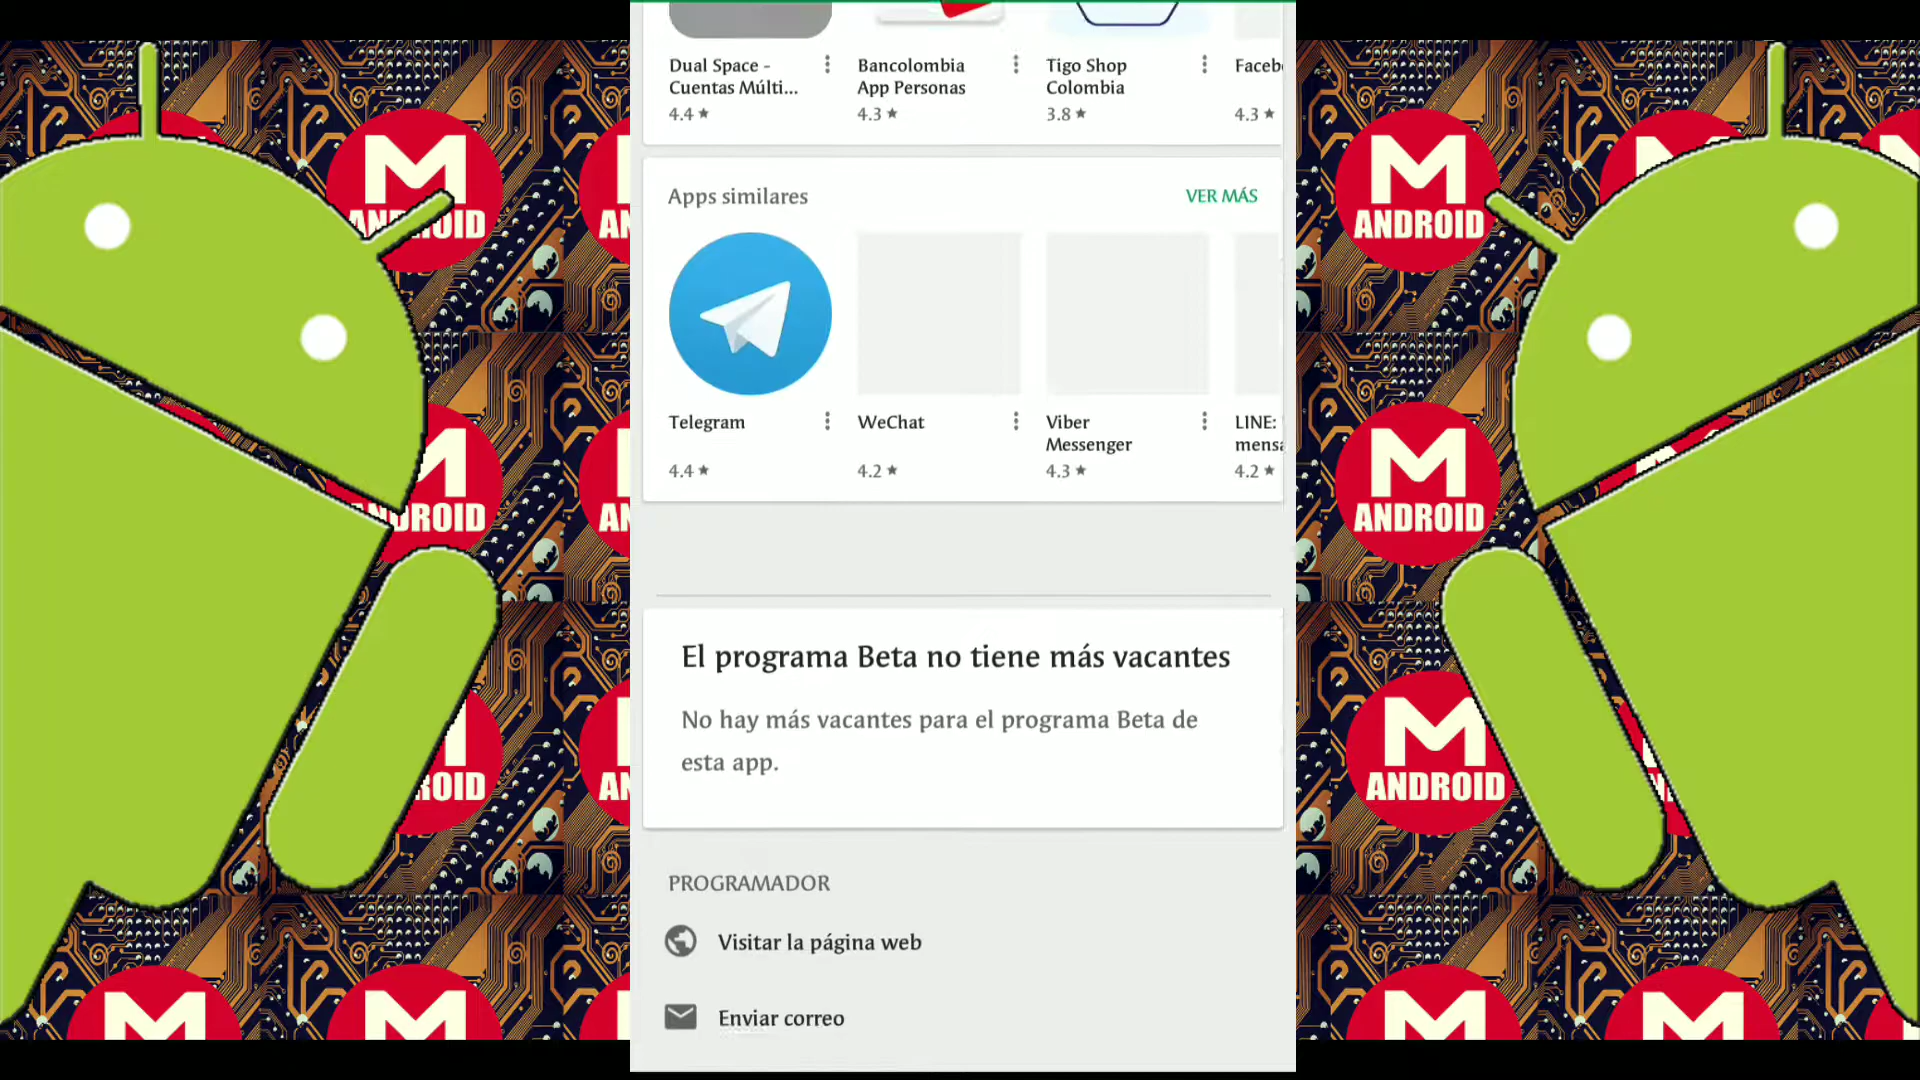 Dual Space -
Cuentas Múlti...
4.4 ★
Bancolombia
App Personas
4.3 ★
Tigo Shop
Colombia
3.8 ★
4.3 ★
Apps similares
VER MÁS
Telegram
4.4 ★
WeChat
4.2 ★
Viber
Messenger
4.3 ★
LINE:
4.2 ★
El programa Beta no tiene más vacantes
No hay más vacantes para el programa Beta de
esta app.
PROGRAMADOR
Visitar la página web
Enviar correo
M
ANDROID
M
ANDROID
M
ANDROID
M
ANDROID